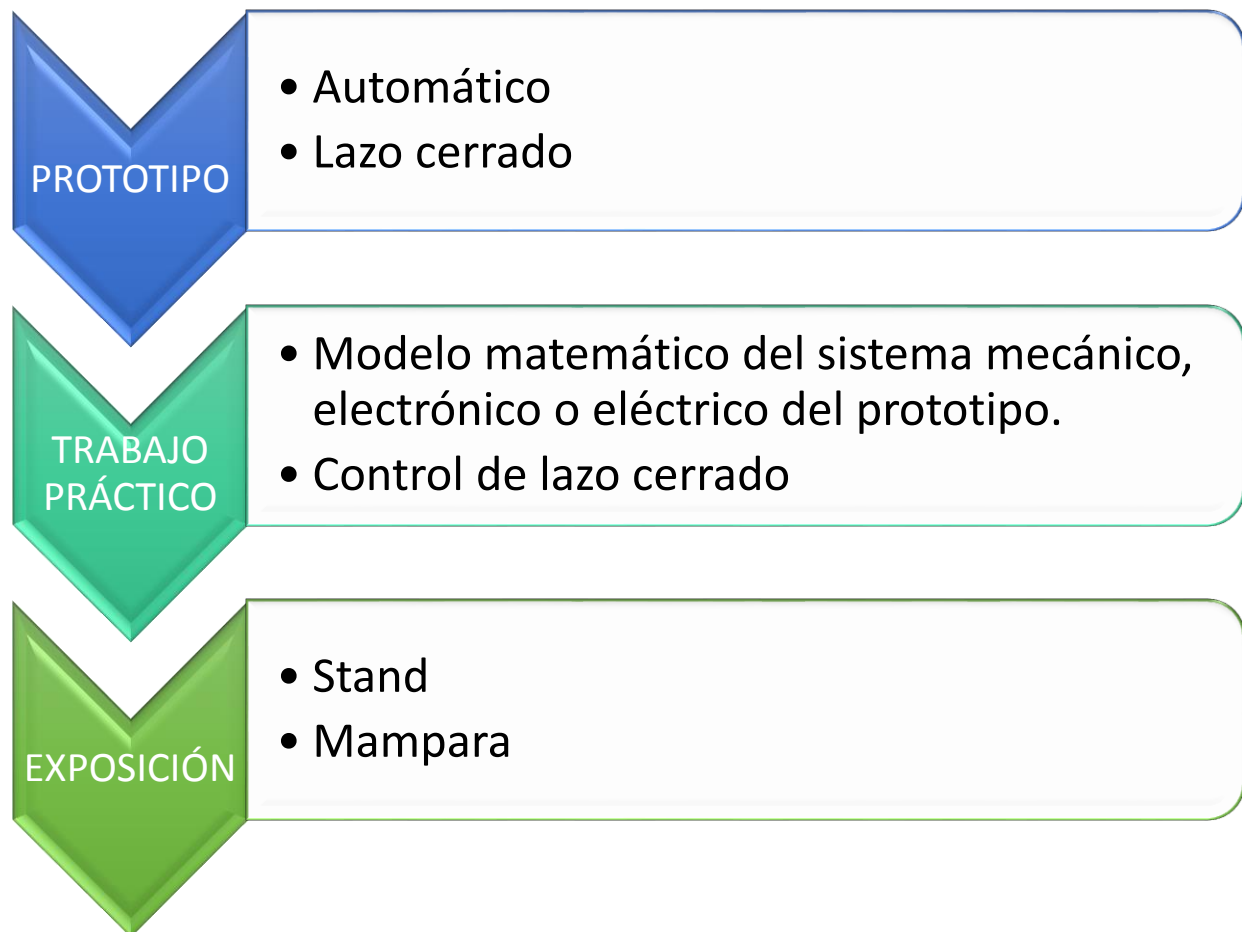 PROTOTIPO
• Automático
• Lazo cerrado
TRABAJO
PRÁCTICO
• Modelo matemático del sistema mecánico,
electrónico o eléctrico del prototipo.
• Control de lazo cerrado
EXPOSICIÓN
• Stand
• Mampara